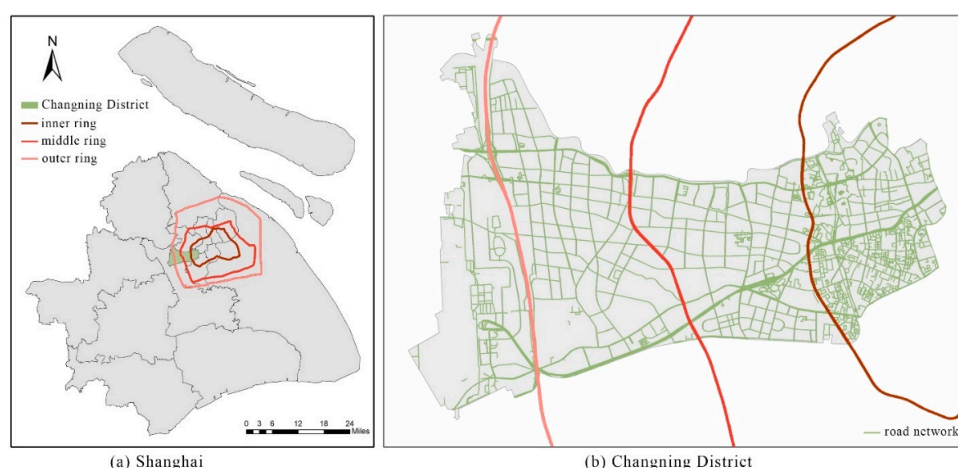 N
Changning District
inner ring
middle ring
outer ring
0 3 6 12 18 24
Miles
road network
(a) Shanghai
(b) Changning District